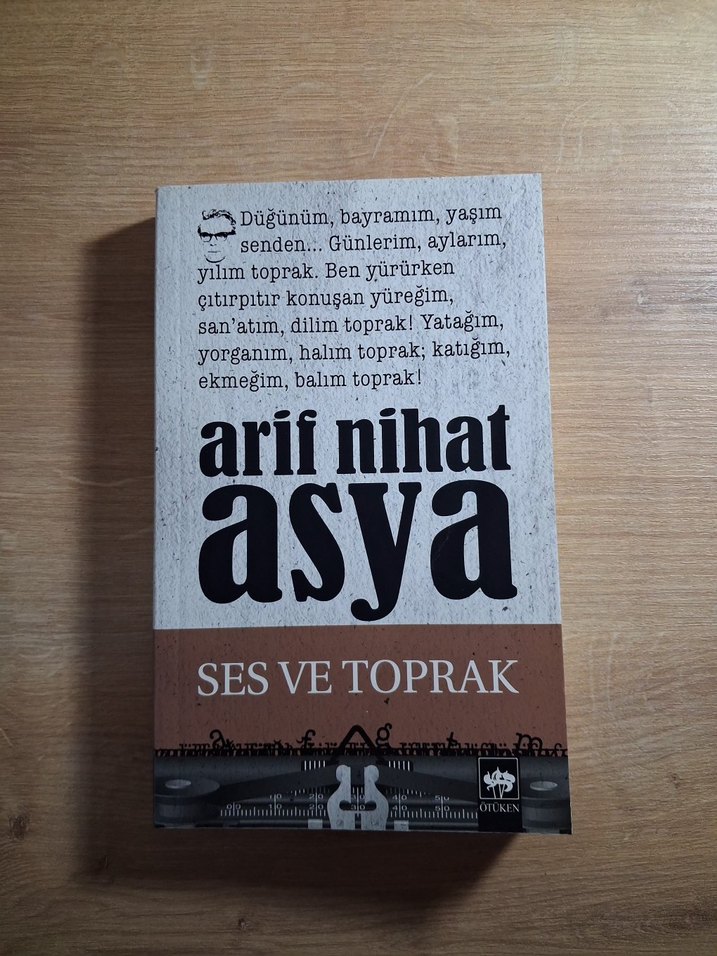 Düğünüm, bayramım, yaşım
senden... Günlerim, aylarım,
yılım toprak. Ben yürürken
çıtırpıtır konuşan yüreğim,
san'atım, dilim toprak! Yatağım,
yorganım, halım toprak; katığım,
ekmeğim, balım toprak!
arif nihat
asya
SES VE TOPRAK
ÖTÜKEN